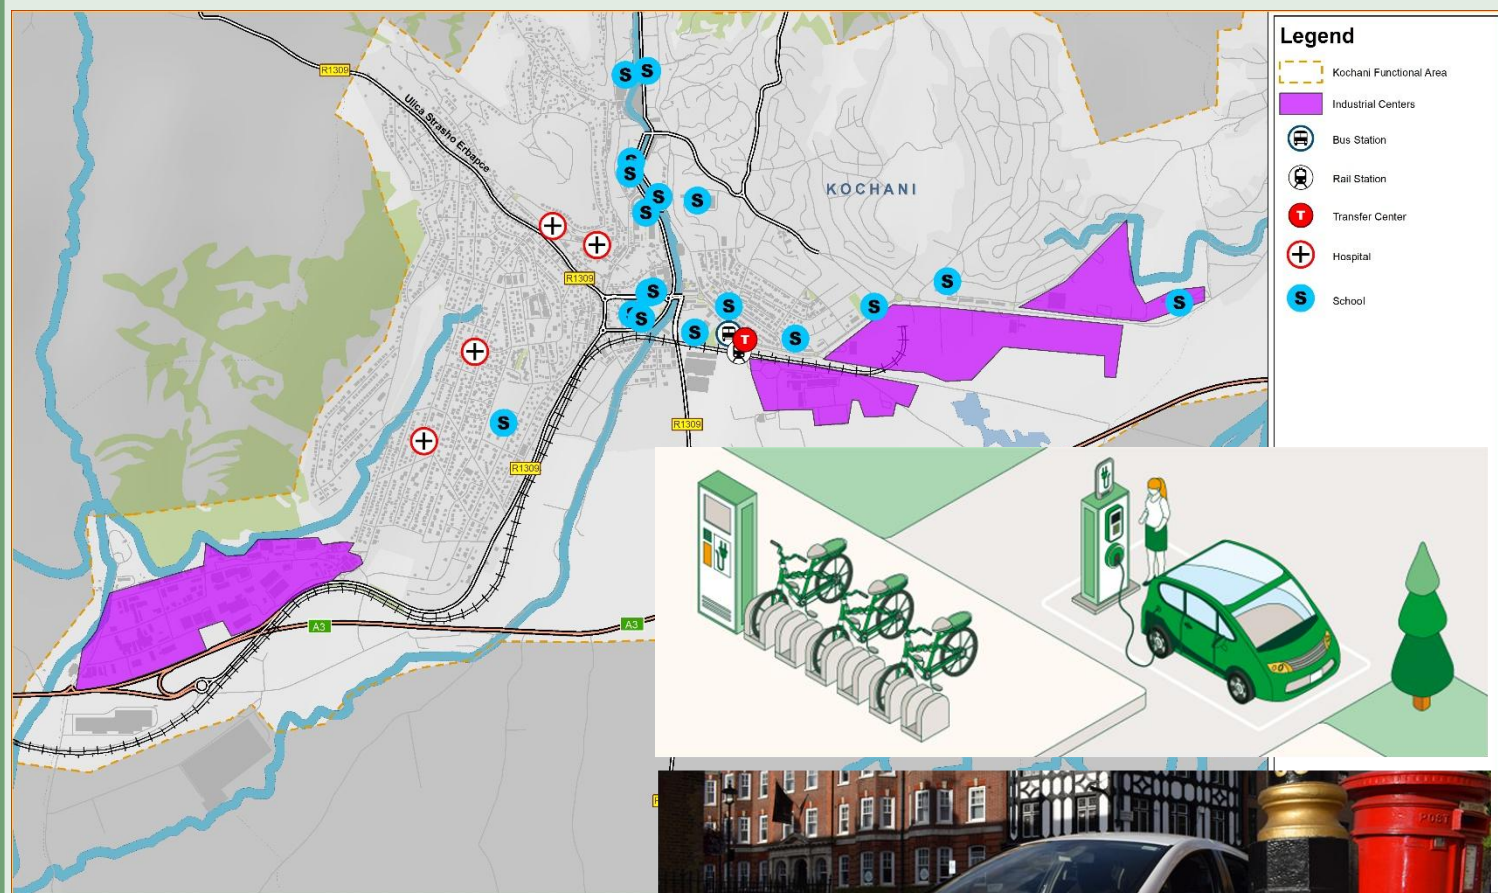 Legend
Kochani Functional Area
Industrial Centers
Bus Station
Rail Station
T
Transfer Center
Hospital
S
School
R1309
Ulica Strasho Erbapce
S
S
S
S
S
S
S
KOCHANI
R1309
S
S
S
S
S
S
S
S
S
T
S
R1309
R1309
A3
A3
POST